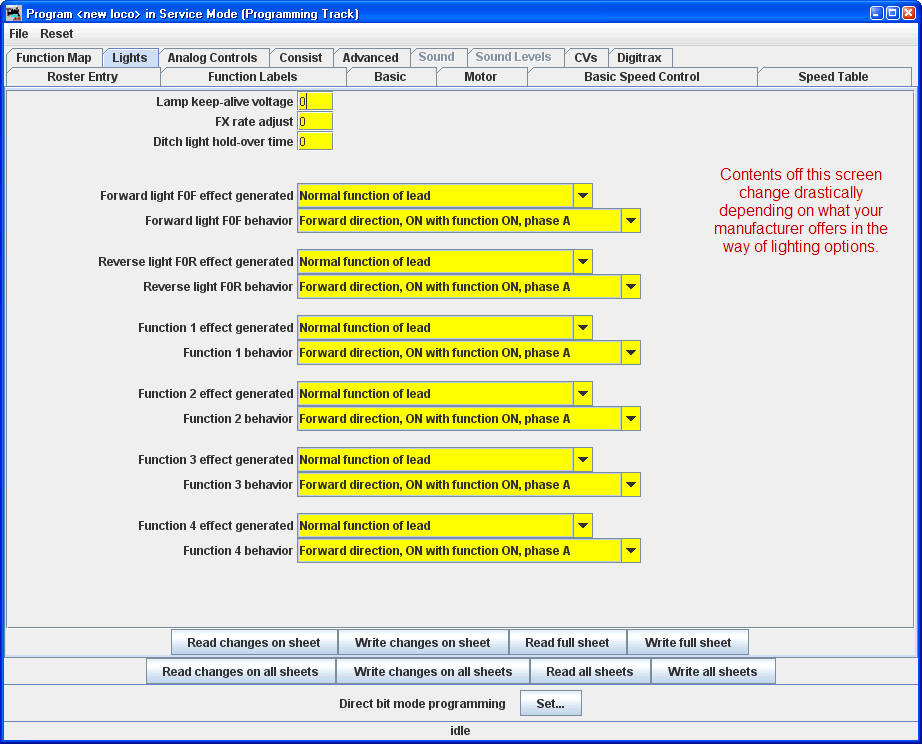 Program <new loco> in Service Mode (Programming Track)
File Reset
Function Map Lights Analog Controls Consist Advanced Sound Sound Levels CVs Digitrax
Roster Entry Function Labels Basic Motor Basic Speed Control Speed Table
Lamp keep-alive voltage 0
FX rate adjust 0
Ditch light hold-over time 0
Contents off this screen
change drastically
depending on what your
manufacturer offers in the
way of lighting options.
Forward light F0F effect generated Normal function of lead
Forward light F0F behavior Forward direction, ON with function ON, phase A
Reverse light F0R effect generated Normal function of lead
Reverse light F0R behavior Forward direction, ON with function ON, phase A
Function 1 effect generated Normal function of lead
Function 1 behavior Forward direction, ON with function ON, phase A
Function 2 effect generated Normal function of lead
Function 2 behavior Forward direction, ON with function ON, phase A
Function 3 effect generated Normal function of lead
Function 3 behavior Forward direction, ON with function ON, phase A
Function 4 effect generated Normal function of lead
Function 4 behavior Forward direction, ON with function ON, phase A
Read changes on sheet Write changes on sheet Read full sheet Write full sheet
Read changes on all sheets Write changes on all sheets Read all sheets Write all sheets
Direct bit mode programming Set...
idle